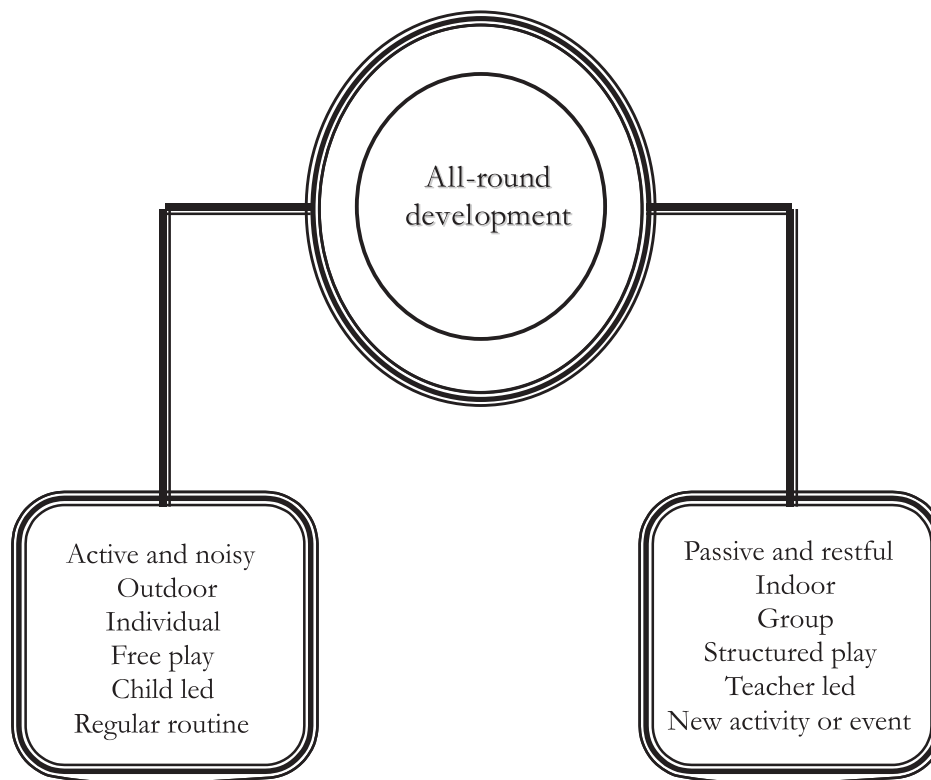 All-round
development
Active and noisy
Outdoor
Individual
Free play
Child led
Regular routine
Passive and restful
Indoor
Group
Structured play
Teacher led
New activity or event